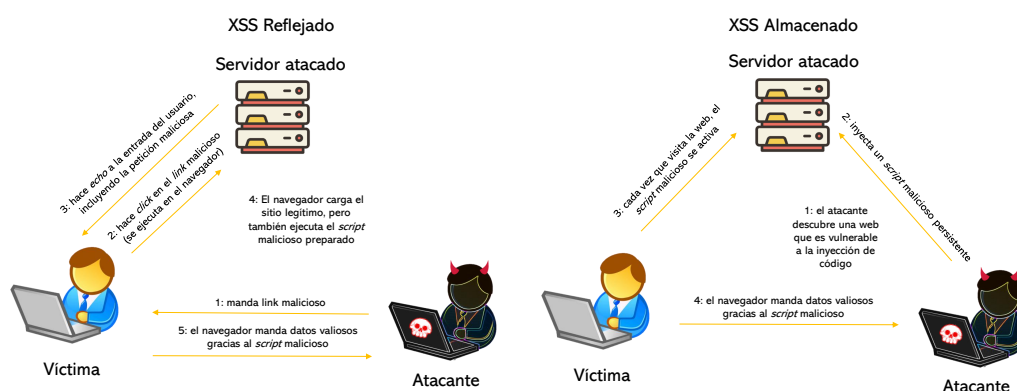 XSS Reflejado
Servidor atacado
3: hace echo a la entrada del usuario,
incluyendo la petición maliciosa
2: hace click en el link malicioso
(se ejecuta en el navegador)
4: El navegador carga el
sitio legítimo, pero
también ejecuta el script
malicioso preparado
1: manda link malicioso
5: el navegador manda datos valiosos
gracias al script malicioso
Víctima
Atacante
XSS Almacenado
Servidor atacado
3: cada vez que visita la web, el
script malicioso se activa
2: inyecta un script malicioso persistente
1: el atacante
descubre una web
que es vulnerable
a la inyección de
código
4: el navegador manda datos valiosos
gracias al script malicioso
Víctima
Atacante